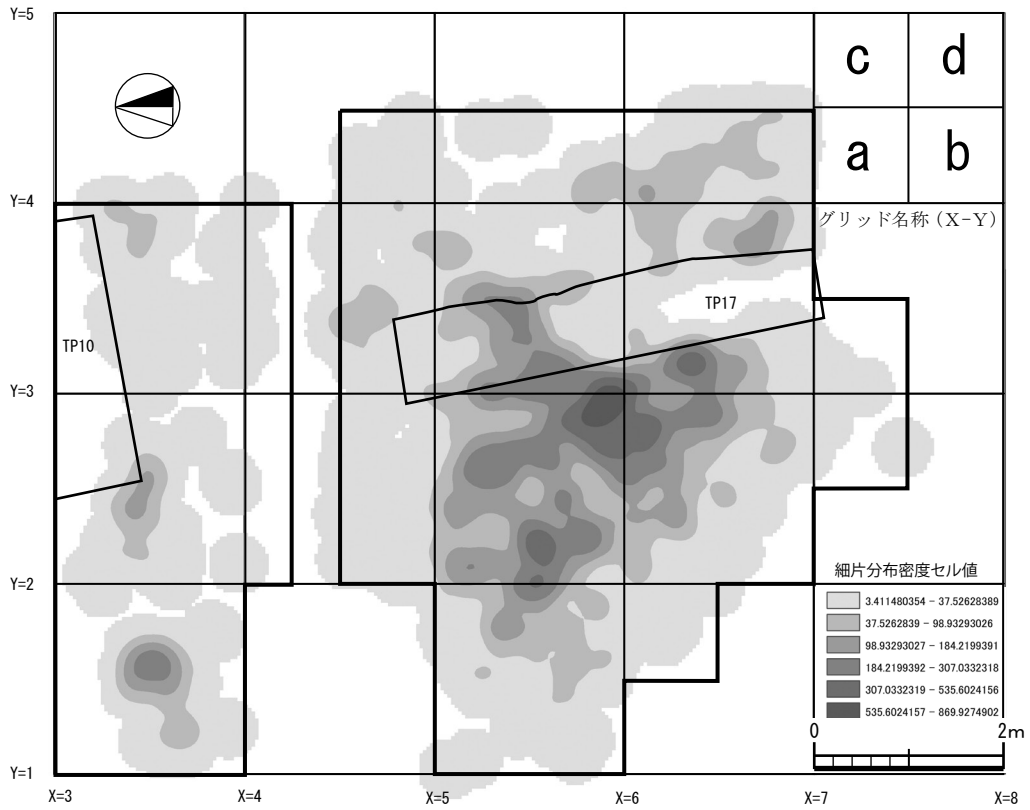 Y=5
c d
a b
Y=4
グリッド名称（X-Y）
TP17
TP10
Y=3
細片分布密度セル値
Y=2
3.411480354 - 37.52628389
37.5262839 - 98.93293026
98.93293027 - 184.2199391
184.2199392 - 307.0332318
307.0332319 - 535.6024156
535.6024157 - 869.9274902
0 2m
Y=1
X=3 X=4 X=5 X=6 X=7 X=8